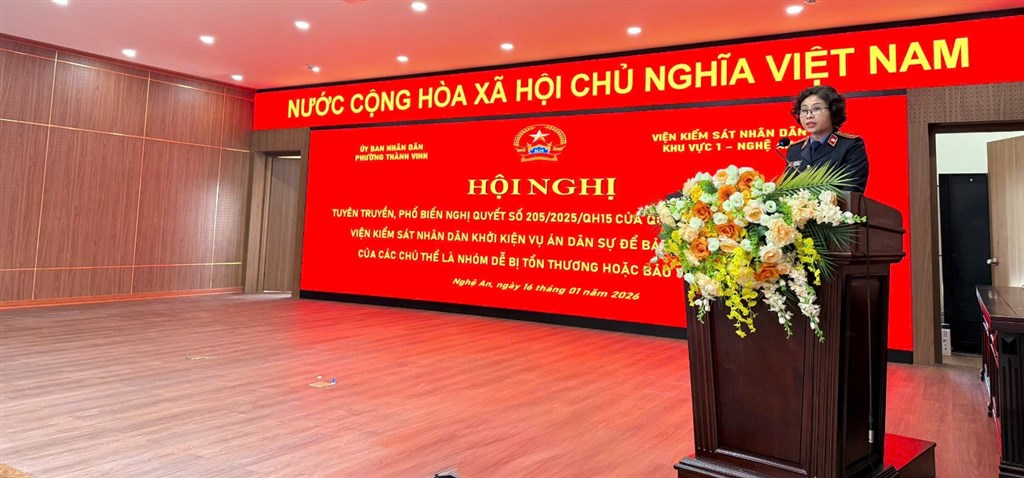 NƯỚC CỘNG HÒA XÃ HỘI CHỦ NGHĨA VIỆT NAM
ỦY BAN NHÂN DÂN
PHƯỜNG THÀNH VINH
VIỆN KIỂM SÁT NHÂN DÂN
KHU VỰC 1 – NGHỆ
HỘI NGHỊ
TUYÊN TRUYỀN, PHỔ BIẾN NGHỊ QUYẾT SỐ 205/2025/QH15 CỦA
VIỆN KIỂM SÁT NHÂN DÂN KHỞI KIỆN VỤ ÁN DÂN SỰ ĐỂ
CỦA CÁC CHỦ THỂ LÀ NHÓM DỄ BỊ TỔN THƯƠNG HOẶC BẢO
Nghệ An, ngày 16 tháng 01 năm 2026